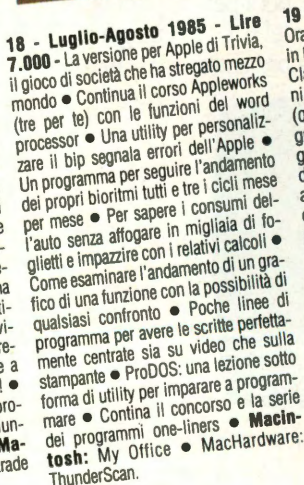 18 - Luglio-Agosto 1985 - Lire
7.000 - La versione per Apple di Trivia,
il gioco di società che ha stregato mezzo
mondo ● Continua il corso Appleworks
(tre per te) con le funzioni del word
processor ● Una utility per personaliz-
zare il bip segnala errori dell'Apple ●
Un programma per seguire l'andamento
dei propri bioritmi tutti e tre i cicli mese
per mese ● Per sapere i consumi del-
l'auto senza affogare in migliaia di fo-
glietti e impazzire con i relativi calcoli ●
Come esaminare l'andamento di un gra-
fico di una funzione con la possibilità di
qualsiasi confronto ● Poche linee di
programma per avere le scritte perfetta-
mente centrate sia su video che sulla
stampante ● ProDOS: una lezione sotto
forma di utility per imparare a program-
mare ● Contina il concorso e la serie
dei programmi one-liners ● Macin-
tosh: My Office ● MacHardware:
ThunderScan.
19